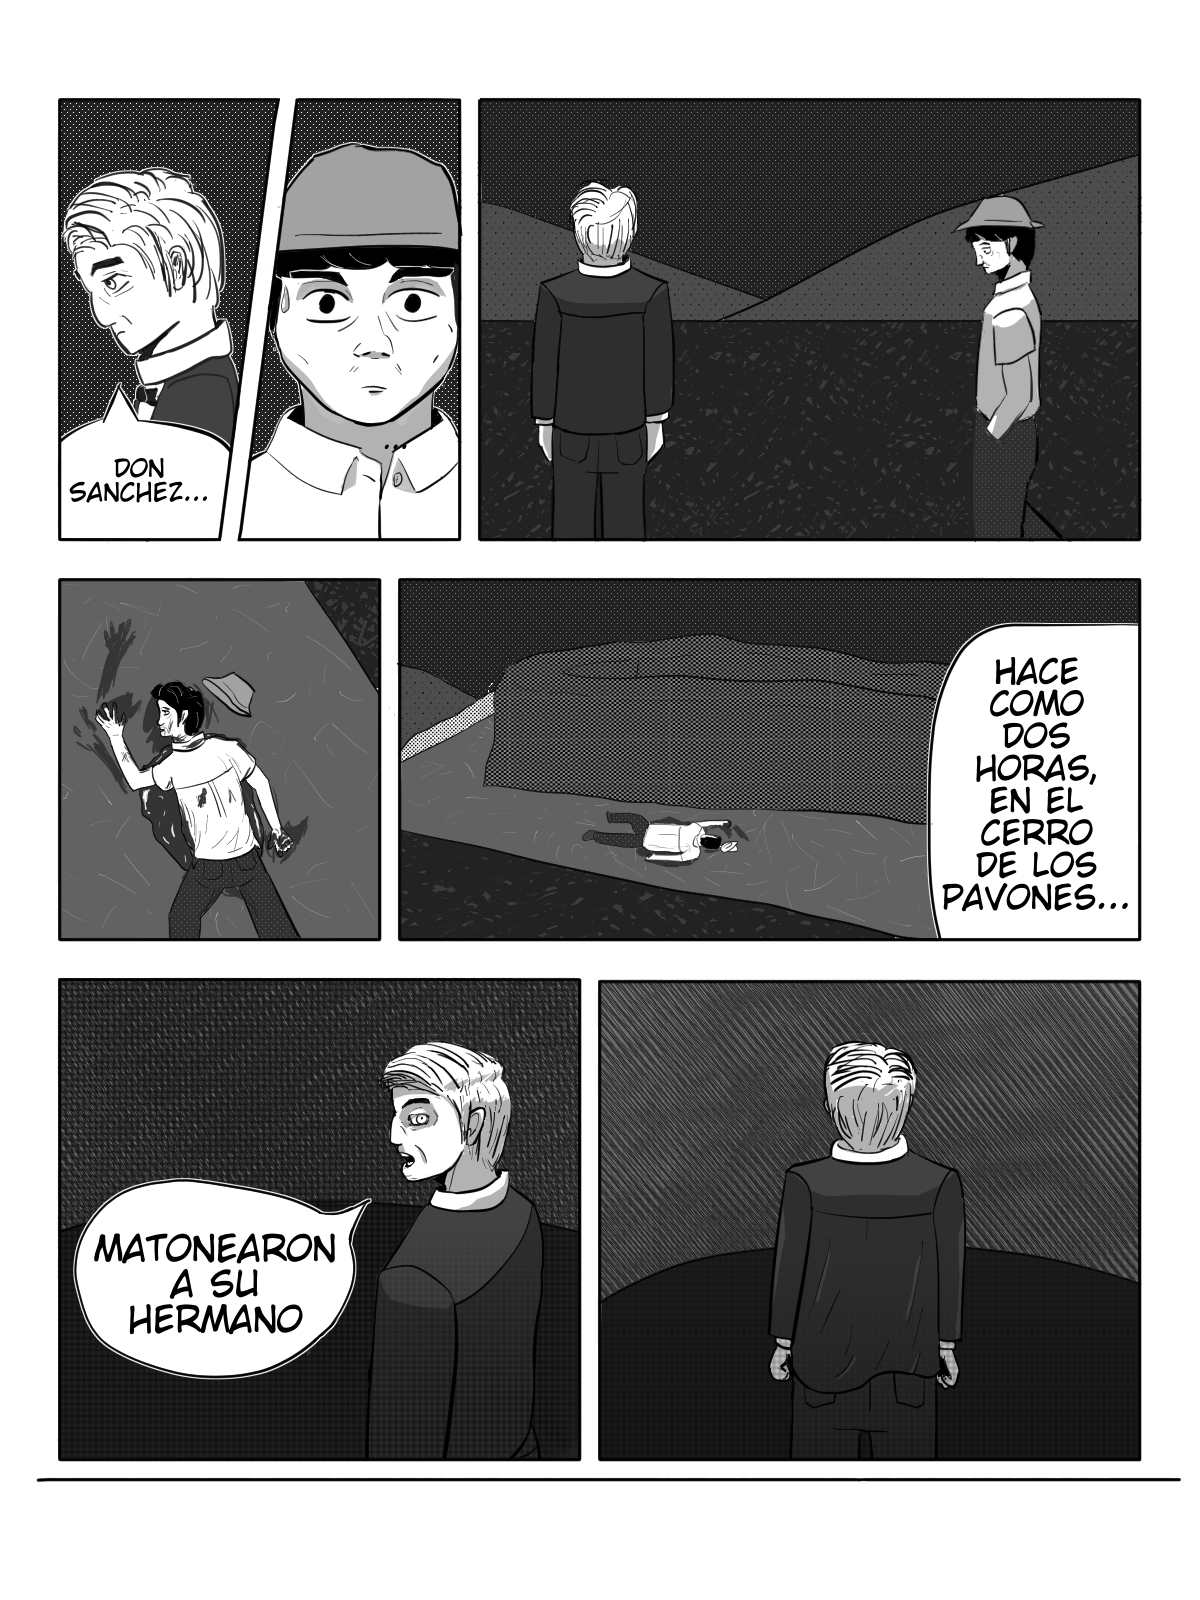 DON
SANCHEZ...
...
HACE
COMO
DOS
HORAS,
EN EL
CERRO
DE LOS
PAVONES...
MATONEARON
A SU
HERMANO